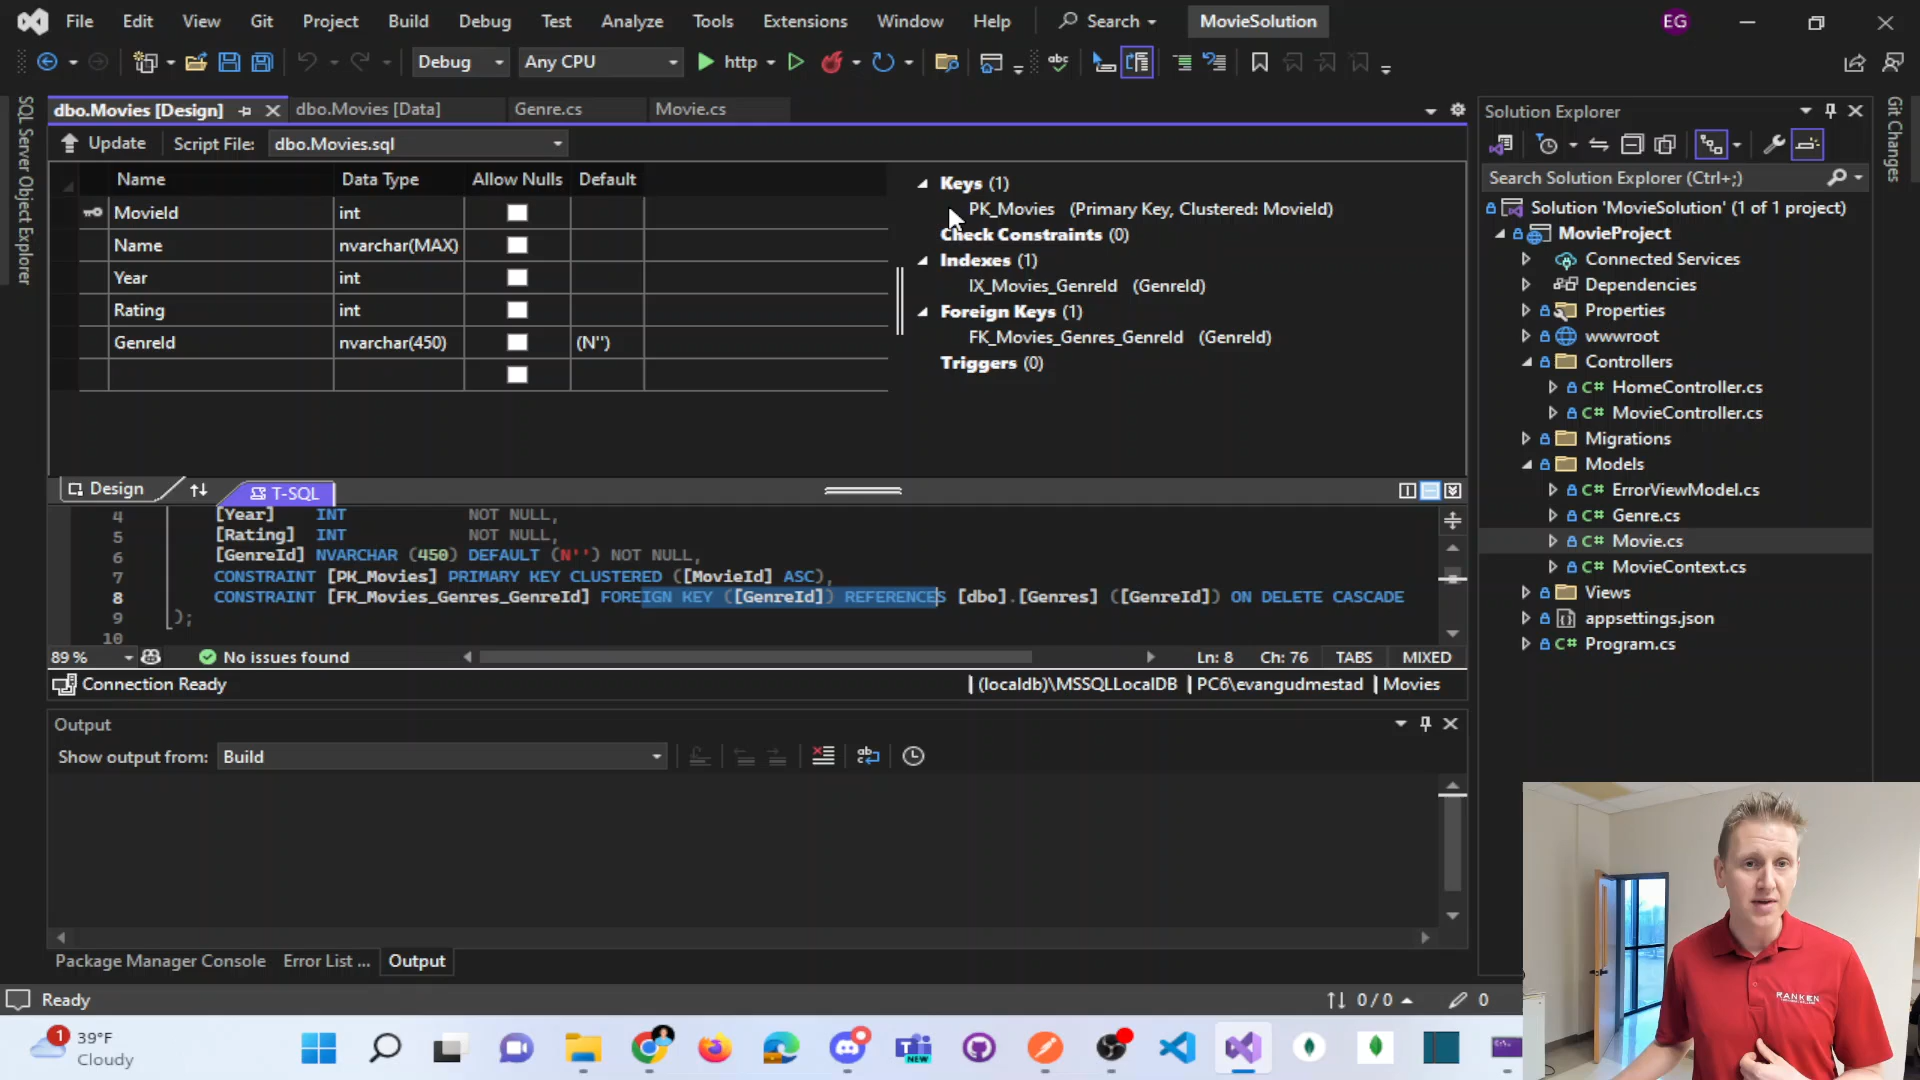 File Edit View Git Project Build Debug Test Analyze Tools Extensions Window Help Search MovieSolution EG
Debug Any CPU http
SQL Server Object Explorer
dbo.Movies [Design] dbo.Movies [Data] Genre.cs Movie.cs
Update Script File: dbo.Movies.sql
Name Data Type Allow Nulls Default
MovieId int
Name nvarchar(MAX)
Year int
Rating int
GenreId nvarchar(450) (N'')
Keys (1)
PK_Movies (Primary Key, Clustered: MovieId)
Check Constraints (0)
Indexes (1)
IX_Movies_GenreId (GenreId)
Foreign Keys (1)
FK_Movies_Genres_GenreId (GenreId)
Triggers (0)
Design T-SQL
4 [Year] INT NOT NULL,
5 [Rating] INT NOT NULL,
6 [GenreId] NVARCHAR (450) DEFAULT (N'') NOT NULL,
7 CONSTRAINT [PK_Movies] PRIMARY KEY CLUSTERED ([MovieId] ASC),
8 CONSTRAINT [FK_Movies_Genres_GenreId] FOREIGN KEY ([GenreId]) REFERENCES [dbo].[Genres] ([GenreId]) ON DELETE CASCADE
9 );
10
89 % No issues found Ln: 8 Ch: 76 TABS MIXED
Connection Ready (localdb)\MSSQLLocalDB PC6\evangudmestad Movies
Output
Show output from: Build
Package Manager Console Error List ... Output
Ready 0 / 0 0
Solution Explorer
Search Solution Explorer (Ctrl+;)
Solution 'MovieSolution' (1 of 1 project)
MovieProject
Connected Services
Dependencies
Properties
wwwroot
Controllers
C# HomeController.cs
C# MovieController.cs
Migrations
Models
C# ErrorViewModel.cs
C# Genre.cs
C# Movie.cs
C# MovieContext.cs
Views
appsettings.json
C# Program.cs
Git Changes
RANKEN
1 39°F
Cloudy
NEW